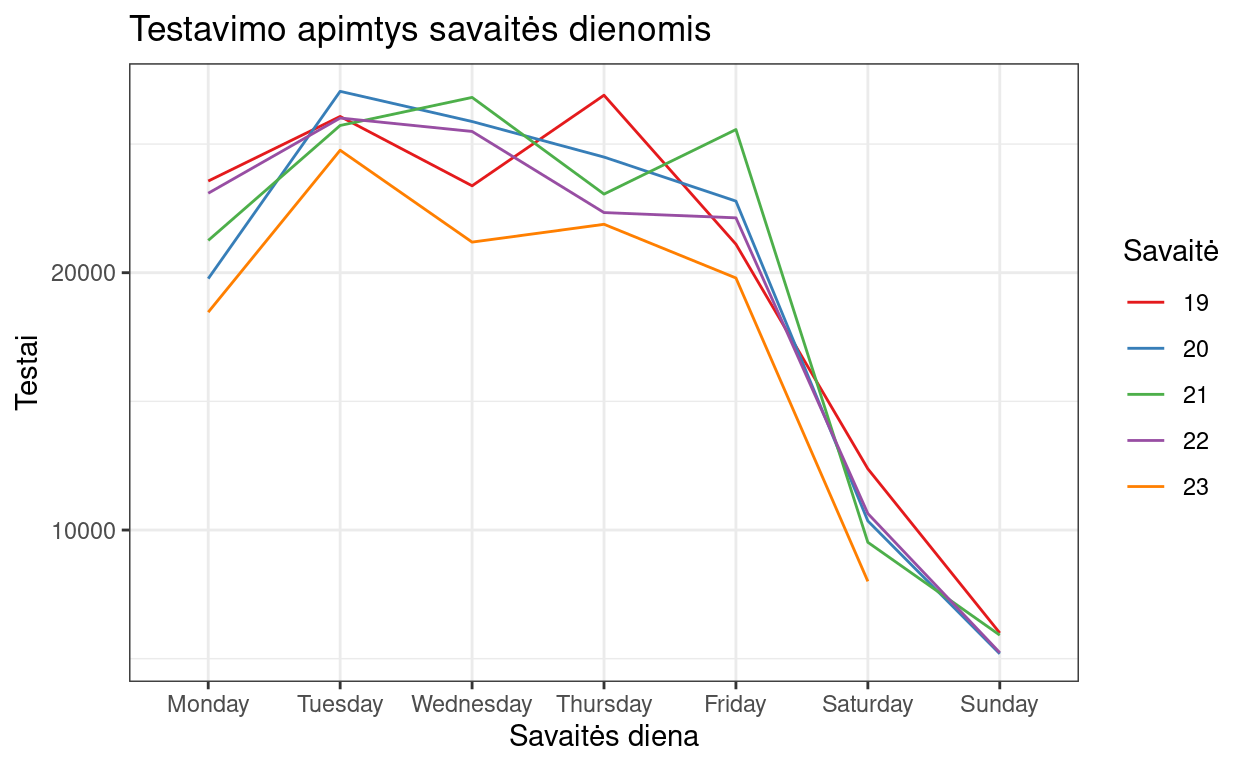 Testavimo apimtys savaitės dienomis
Testai
20000
10000
Monday Tuesday Wednesday Thursday Friday Saturday Sunday
Savaitės diena
Savaitė
19
20
21
22
23